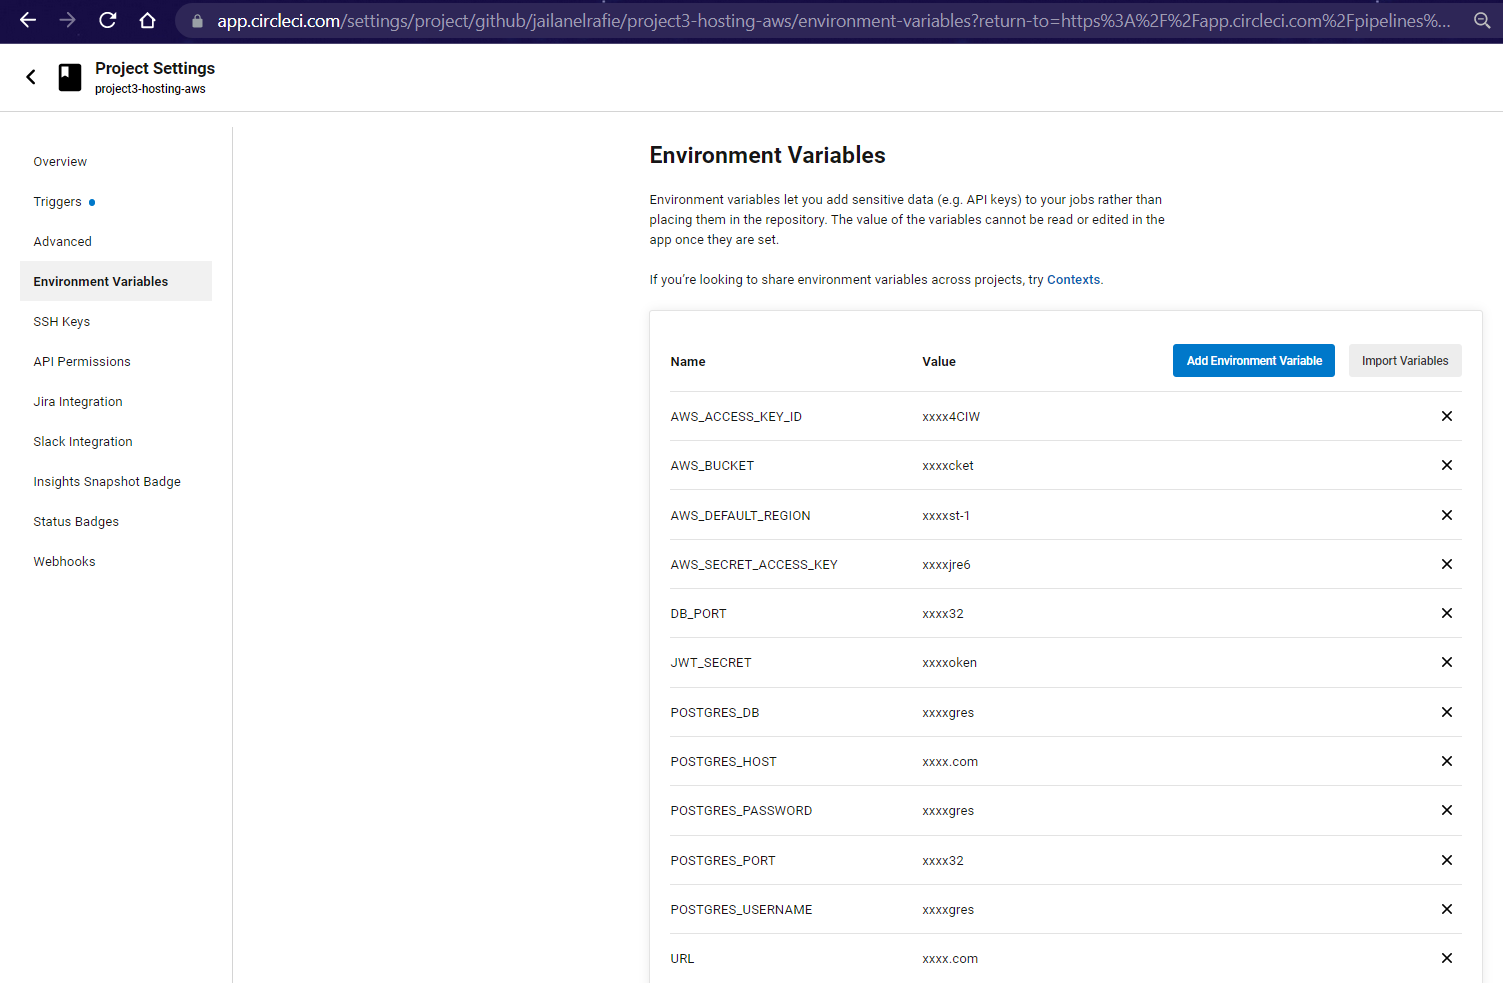 app.circleci.com/settings/project/github/jailanelrafie/project3-hosting-aws/environment-variables?return-to=https%3A%2F%2Fapp.circleci.com%2Fpipelines%...
Project Settings
project3-hosting-aws
Overview
Triggers
Advanced
Environment Variables
SSH Keys
API Permissions
Jira Integration
Slack Integration
Insights Snapshot Badge
Status Badges
Webhooks
Environment Variables
Environment variables let you add sensitive data (e.g. API keys) to your jobs rather than
placing them in the repository. The value of the variables cannot be read or edited in the
app once they are set.
If you’re looking to share environment variables across projects, try Contexts.
Name Value Add Environment Variable Import Variables
AWS_ACCESS_KEY_ID xxxx4CIW
AWS_BUCKET xxxxcket
AWS_DEFAULT_REGION xxxxst-1
AWS_SECRET_ACCESS_KEY xxxxjre6
DB_PORT xxxx32
JWT_SECRET xxxxoken
POSTGRES_DB xxxxgres
POSTGRES_HOST xxxx.com
POSTGRES_PASSWORD xxxxgres
POSTGRES_PORT xxxx32
POSTGRES_USERNAME xxxxgres
URL xxxx.com